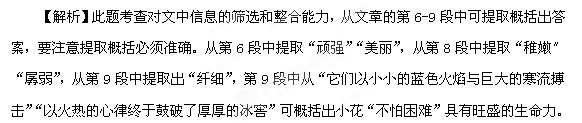 【解析】此题考查对文中信息的筛选和整合能力，从文章的第 6-9 段中可提取概括出答
案，要注意提取概括必须准确。从第 6 段中提取“顽强”“美丽”，从第 8 段中提取“稚嫩”
“孱弱”，从第 9 段中提取出“纤细”，第 9 段中从“它们以小小的蓝色火焰与巨大的寒流搏
击”“以火热的心律终于鼓破了厚厚的冰窖”可概括出小花“不怕困难”具有旺盛的生命力。